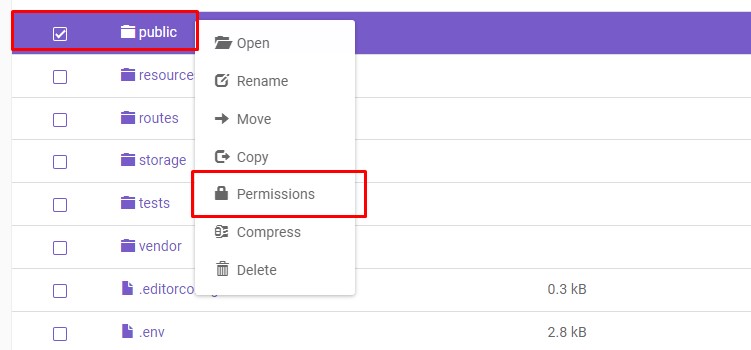 public
Open
resource
Rename
routes
Move
storage
Copy
tests
Permissions
vendor
Compress
.editorco
0.3 kB
Delete
.env
2.8 kB